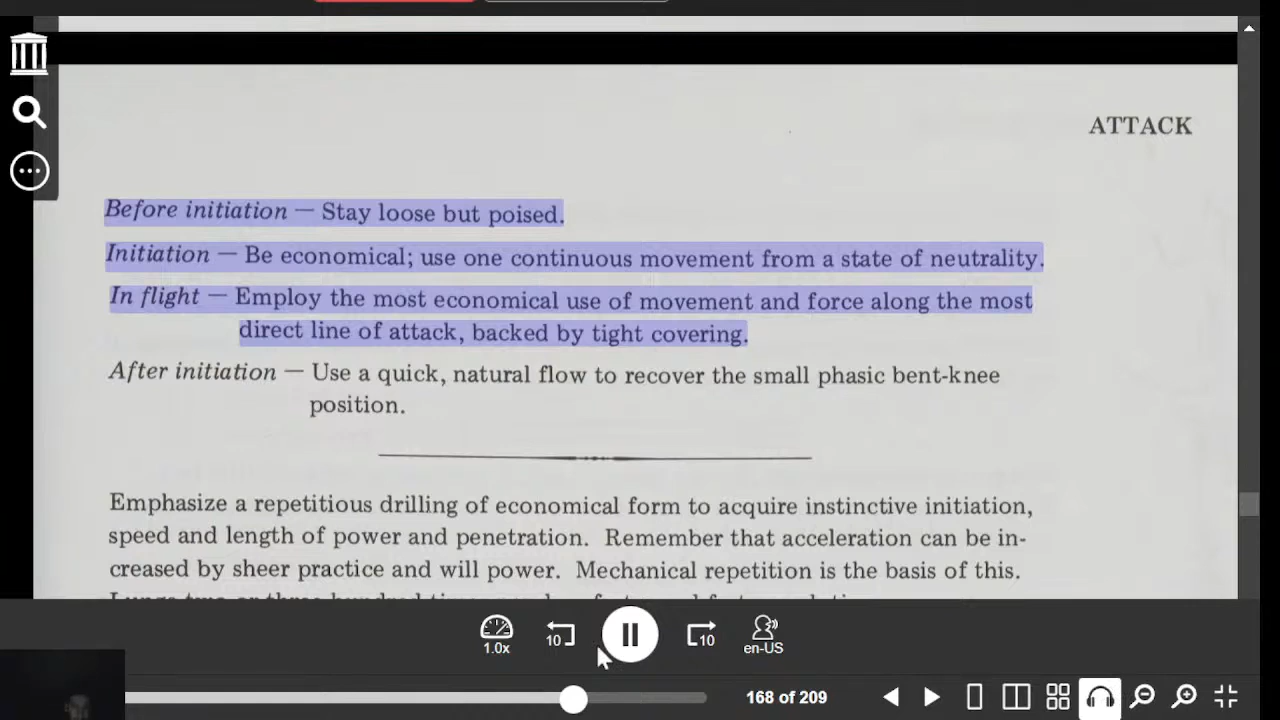 ATTACK
Before initiation — Stay loose but poised.
Initiation — Be economical; use one continuous movement from a state of neutrality.
In flight — Employ the most economical use of movement and force along the most
direct line of attack, backed by tight covering.
After initiation — Use a quick, natural flow to recover the small phasic bent-knee
position.
Emphasize a repetitious drilling of economical form to acquire instinctive initiation,
speed and length of power and penetration. Remember that acceleration can be in-
creased by sheer practice and will power. Mechanical repetition is the basis of this.
10
10
1.0x
en-US
168 of 209